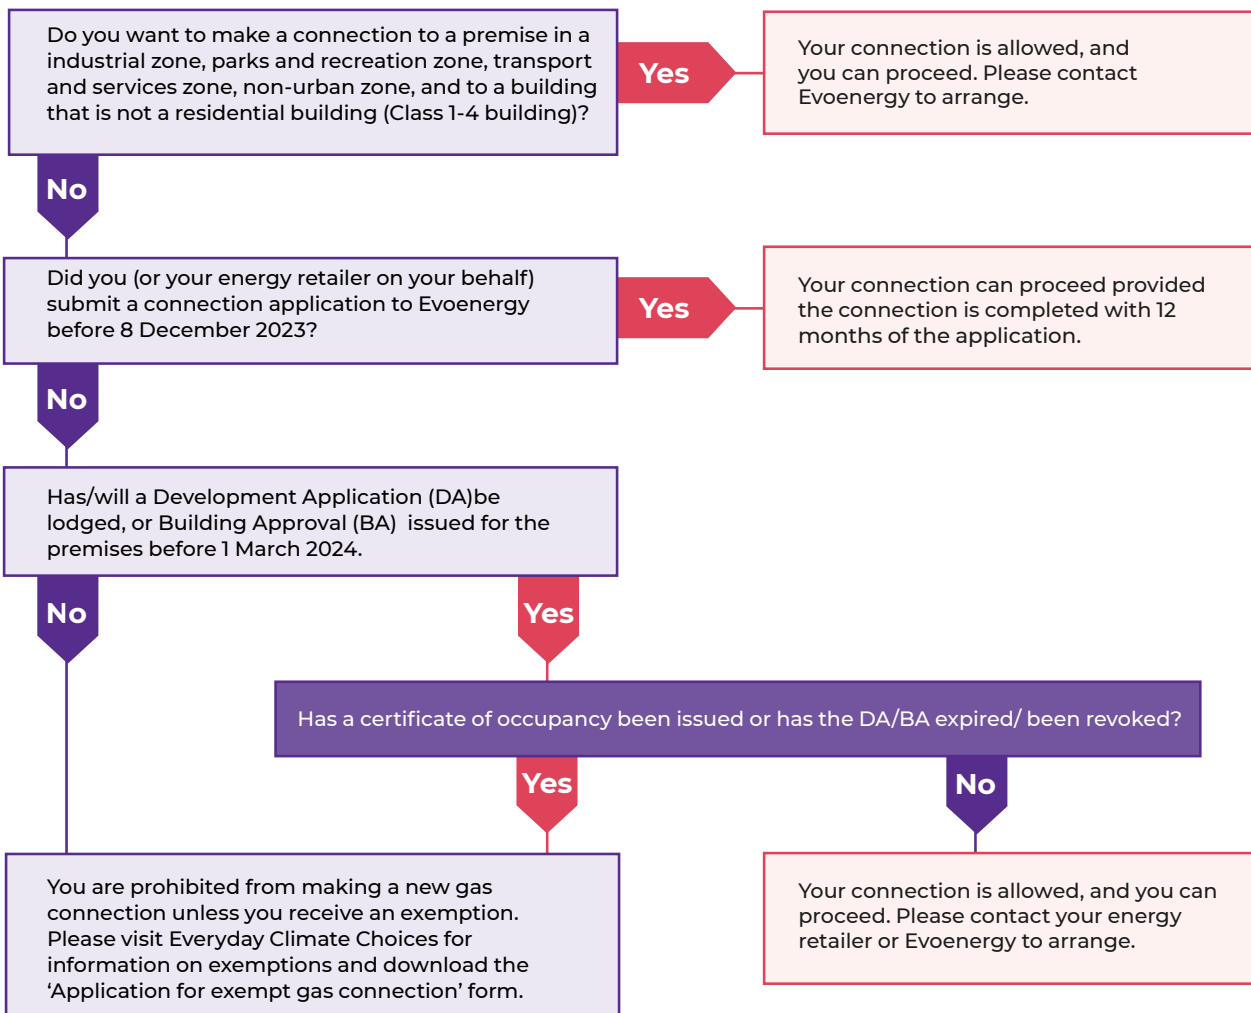 Do you want to make a connection to a premise in a
industrial zone, parks and recreation zone, transport
and services zone, non-urban zone, and to a building
that is not a residential building (Class 1-4 building)?
Yes
Your connection is allowed, and
you can proceed. Please contact
Evoenergy to arrange.
No
Did you (or your energy retailer on your behalf)
submit a connection application to Evoenergy
before 8 December 2023?
Yes
Your connection can proceed provided
the connection is completed with 12
months of the application.
No
Has/will a Development Application (DA)be
lodged, or Building Approval (BA)  issued for the
premises before 1 March 2024.
No
Yes
Has a certificate of occupancy been issued or has the DA/BA expired/ been revoked?
Yes
No
You are prohibited from making a new gas
connection unless you receive an exemption.
Please visit Everyday Climate Choices for
information on exemptions and download the
‘Application for exempt gas connection’ form.
Your connection is allowed, and you can
proceed. Please contact your energy
retailer or Evoenergy to arrange.